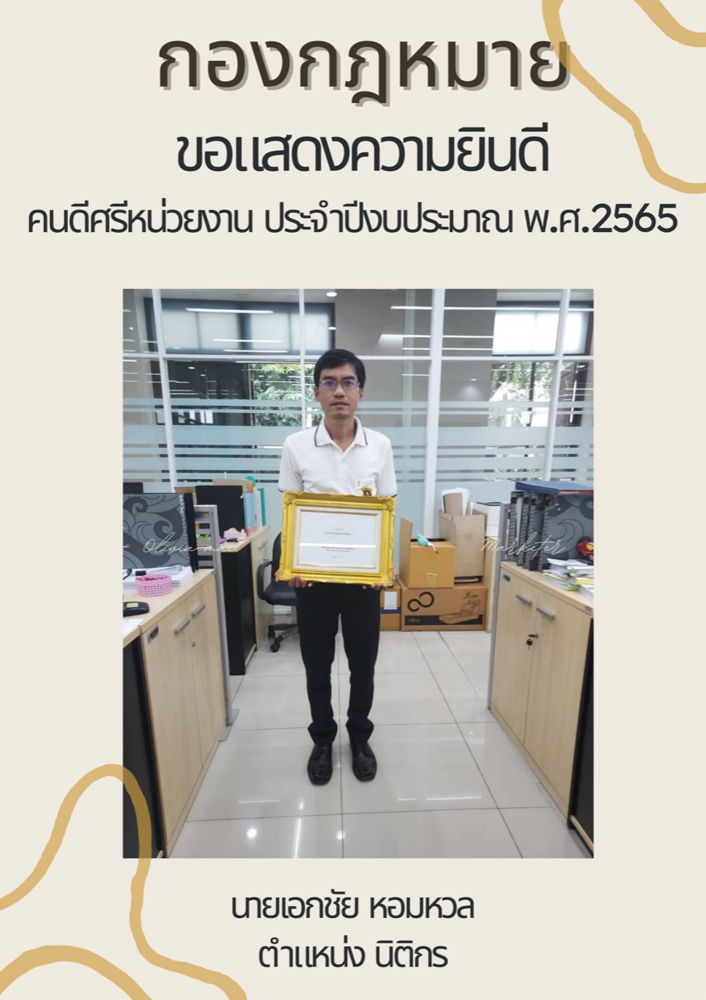 กองกฎหมาย
ขอแสดงความยินดี
คนดีศรีหน่วยงาน ประจำปีงบประมาณ พ.ศ.2565
Olivia
Marketer
นายเอกชัย หอมหวล
ตำแหน่ง นิติกร